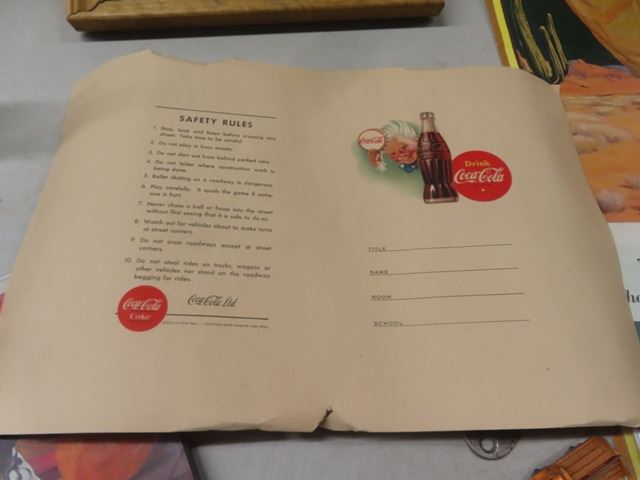 SAFETY RULES
1. Stop, look and listen before crossing any
street. Take time to be careful.
2. Do not play in busy streets.
3. Do not dart out from behind parked cars.
4. Do not loiter where construction work is
being done.
5. Roller skating on a roadway is dangerous.
6. Play carefully. It spoils the game if some-
one is hurt.
7. Never chase a ball or hoop into the street
without first seeing that it is safe to do so.
8. Watch out for vehicles about to make turns
at street corners.
9. Do not cross roadways except at street
corners.
10. Do not steal rides on trucks, wagons or
other vehicles nor stand on the roadway
begging for rides.
Coca-Cola
Coke
Coca-Cola Ltd.
Coca-Cola
Drink
Coca-Cola
TITLE
NAME
ROOM
SCHOOL